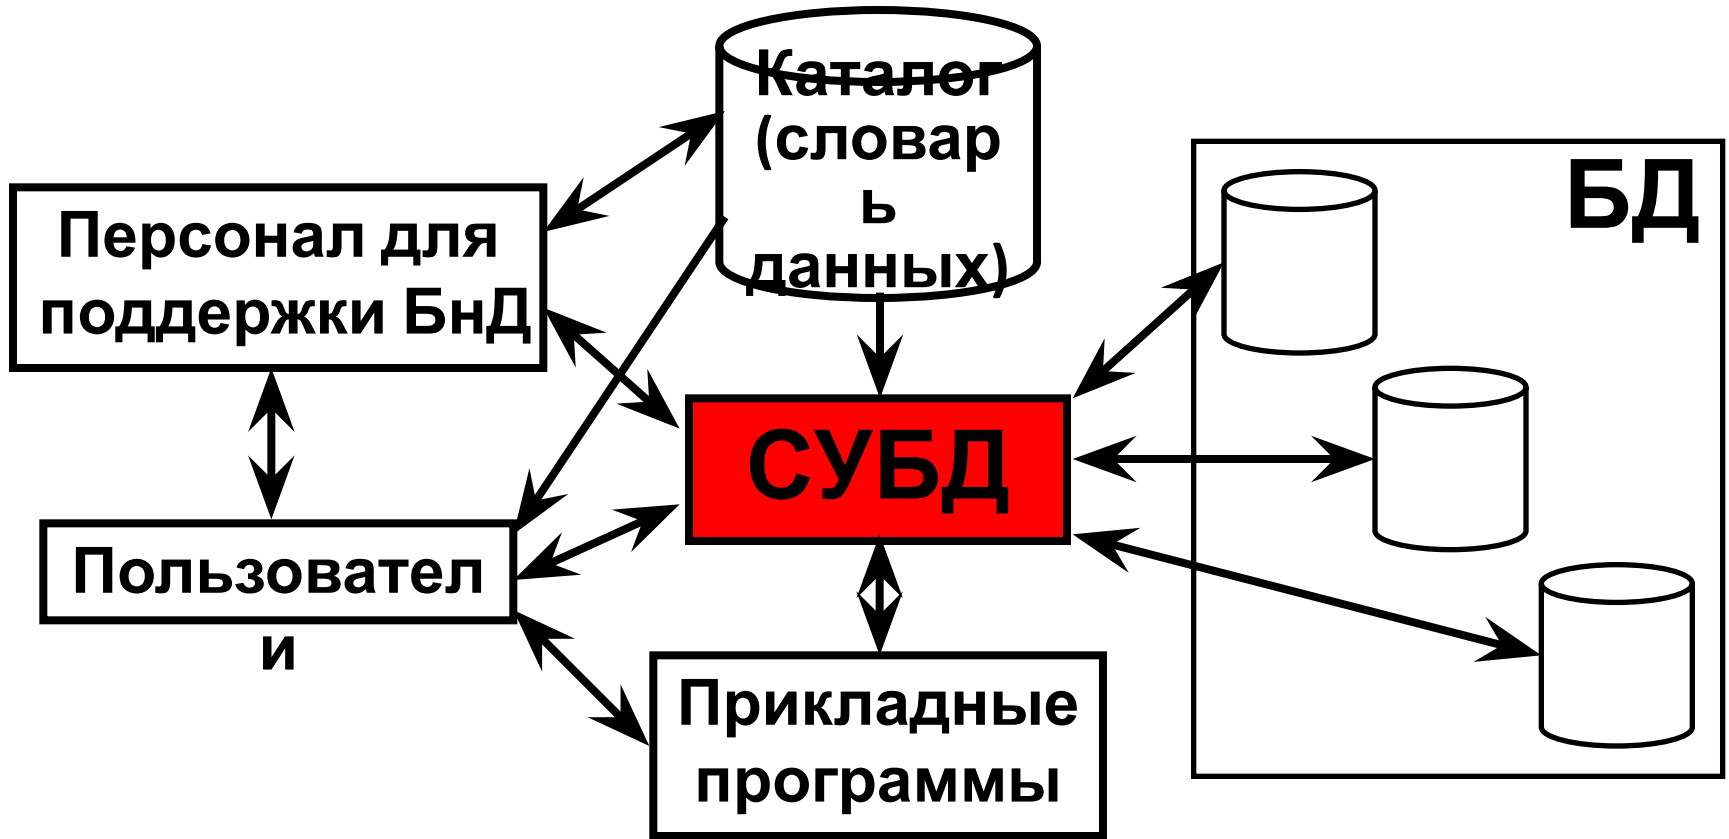 Каталог
(словар
ь
данных)
БД
Персонал для
поддержки БнД
СУБД
Пользовател
и
Прикладные
программы